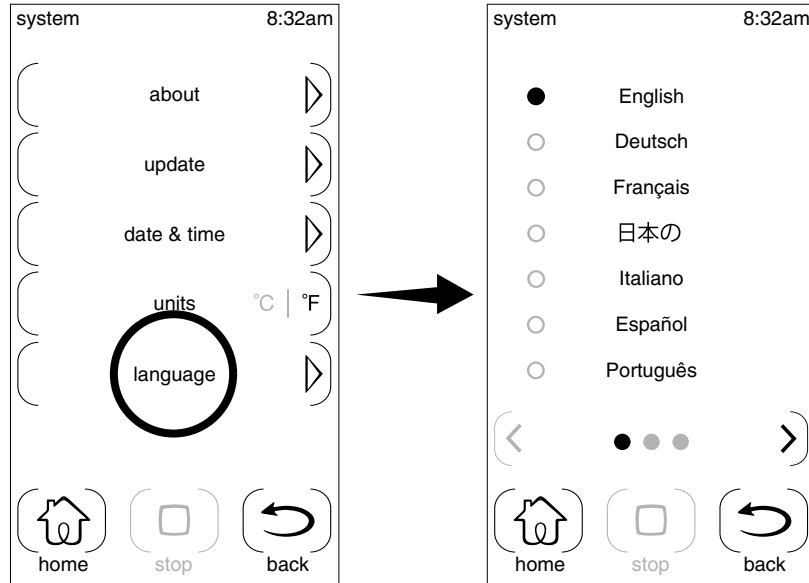 system 8:32am
about
update
date & time
units °C | °F
language
home stop back
system 8:32am
English
Deutsch
Français
日本の
Italiano
Español
Português
home stop back